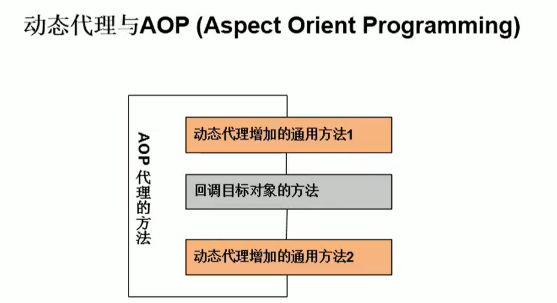 动态代理与AOP (Aspect Orient Programming)
AOP代理的方法
动态代理增加的通用方法1
回调目标对象的方法
动态代理增加的通用方法2